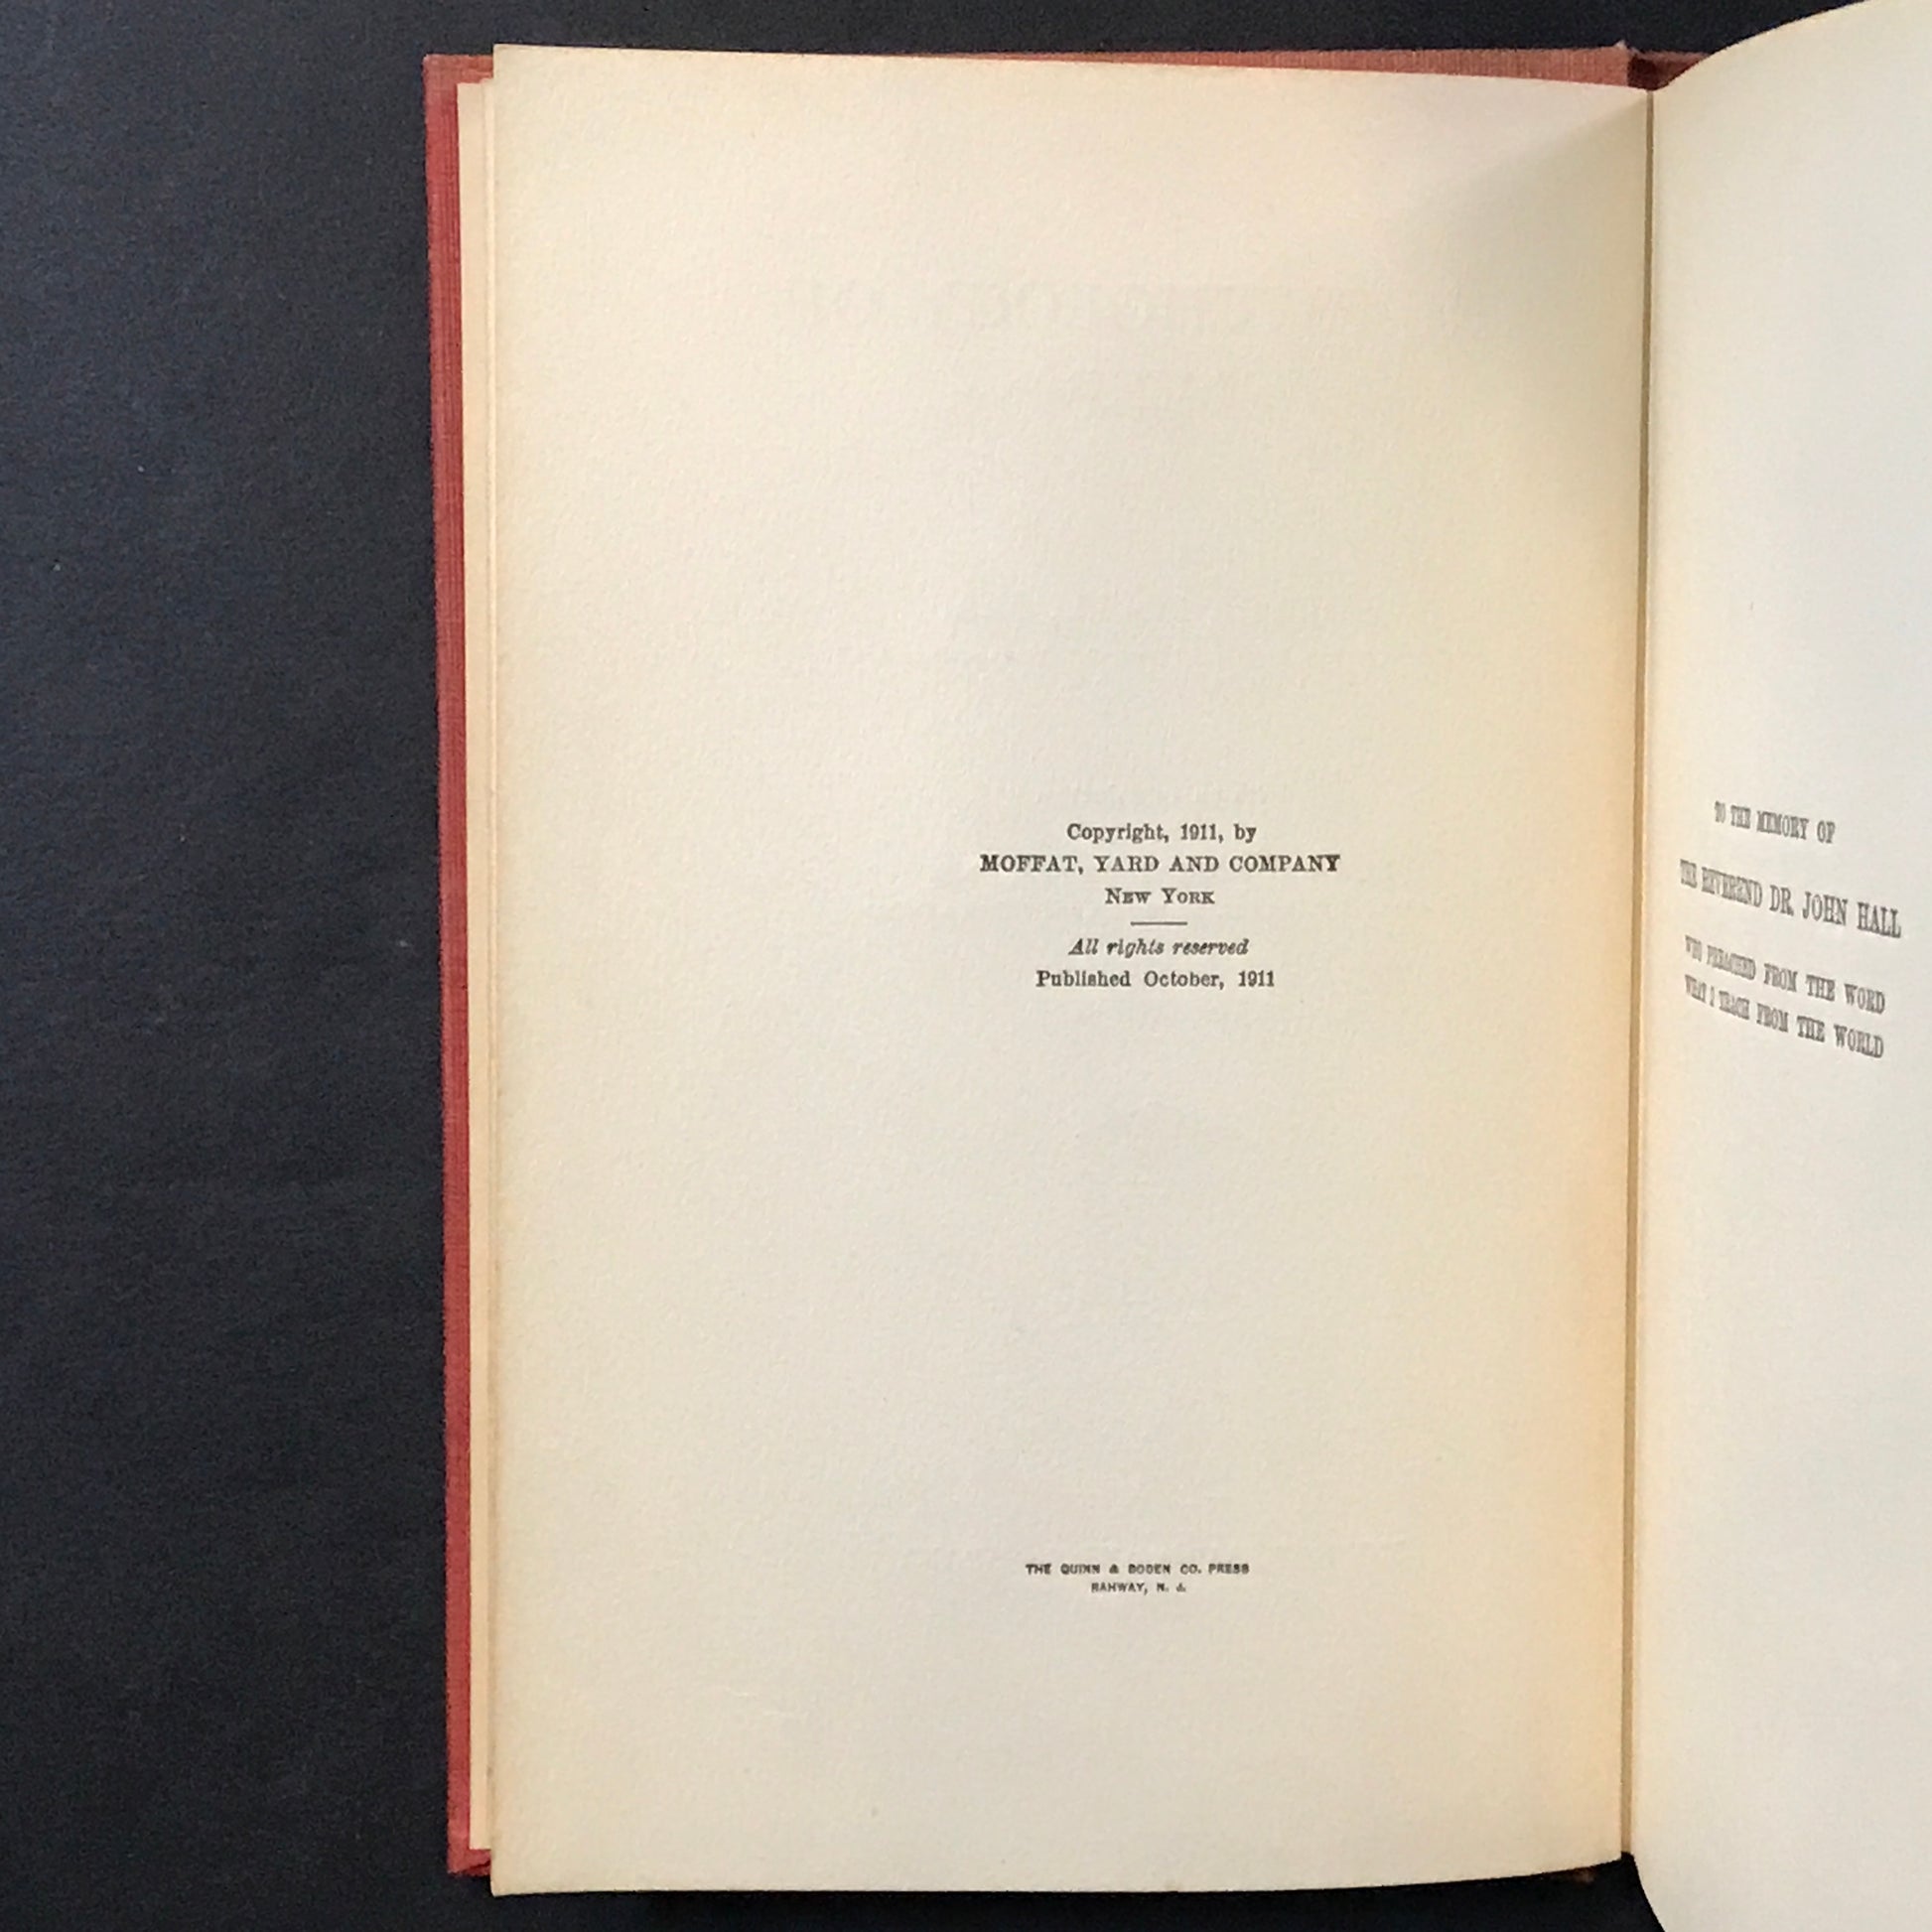 Copyright, 1911, by
MOFFAT, YARD AND COMPANY
NEW YORK
All rights reserved
Published October, 1911
THE QUINN & BODEN CO. PRESS
RAHWAY, N. J.
TO THE MEMORY OF
THE REVEREND DR. JOHN HALL
WHO PREACHED FROM THE WORD
WHAT I TEACH FROM THE WORLD